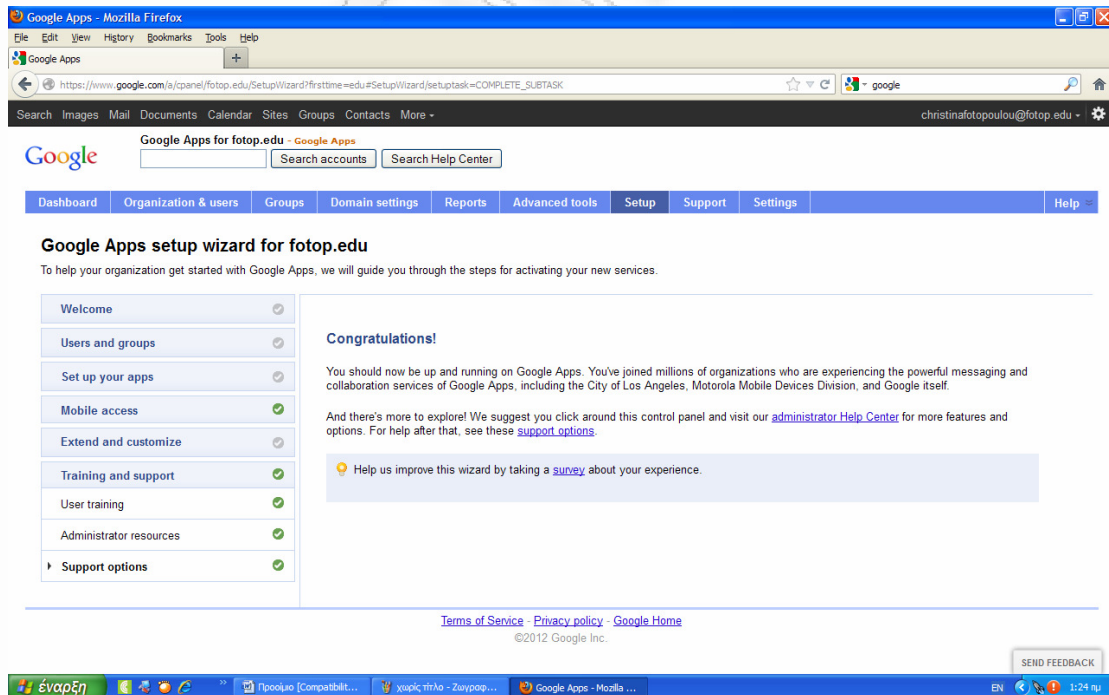 Google Apps - Mozilla Firefox
File Edit View History Bookmarks Tools Help
Google Apps
https://www.google.com/a/cpanel/fotop.edu/SetupWizard?firsttime=edu#SetupWizard/setuptask=COMPLETE_SUBTASK google
Search Images Mail Documents Calendar Sites Groups Contacts More christinafotopoulou@fotop.edu
Google Apps for fotop.edu - Google Apps
Google
Search accounts Search Help Center
Dashboard Organization & users Groups Domain settings Reports Advanced tools Setup Support Settings Help
Google Apps setup wizard for fotop.edu
To help your organization get started with Google Apps, we will guide you through the steps for activating your new services.
Welcome
Users and groups
Set up your apps
Mobile access
Extend and customize
Training and support
User training
Administrator resources
Support options
Congratulations!
You should now be up and running on Google Apps. You've joined millions of organizations who are experiencing the powerful messaging and
collaboration services of Google Apps, including the City of Los Angeles, Motorola Mobile Devices Division, and Google itself.
And there's more to explore! We suggest you click around this control panel and visit our administrator Help Center for more features and
options. For help after that, see these support options.
Help us improve this wizard by taking a survey about your experience.
Terms of Service - Privacy policy - Google Home
©2012 Google Inc.
SEND FEEDBACK
έναρξη Προοίμιο [Compatibilit... χωρίς τίτλο - Ζωγραφ... Google Apps - Mozilla ... EN 1:24 πμ